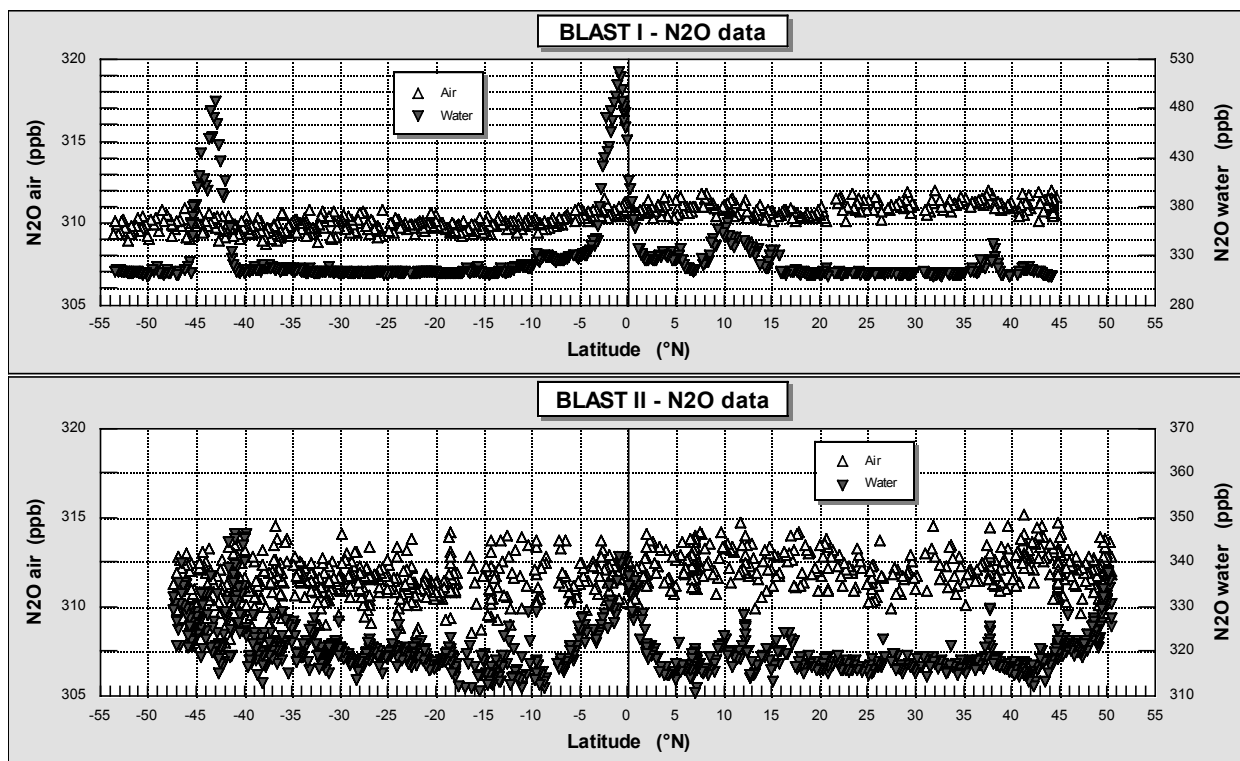 BLAST I - N2O data
N2O air (ppb)
N2O water (ppb)
320
315
310
305
530
480
430
380
330
280
Air
Water
-55 -50 -45 -40 -35 -30 -25 -20 -15 -10 -5 0 5 10 15 20 25 30 35 40 45 50 55
Latitude (°N)
BLAST II - N2O data
N2O air (ppb)
N2O water (ppb)
320
315
310
305
370
360
350
340
330
320
310
Air
Water
-55 -50 -45 -40 -35 -30 -25 -20 -15 -10 -5 0 5 10 15 20 25 30 35 40 45 50 55
Latitude (°N)